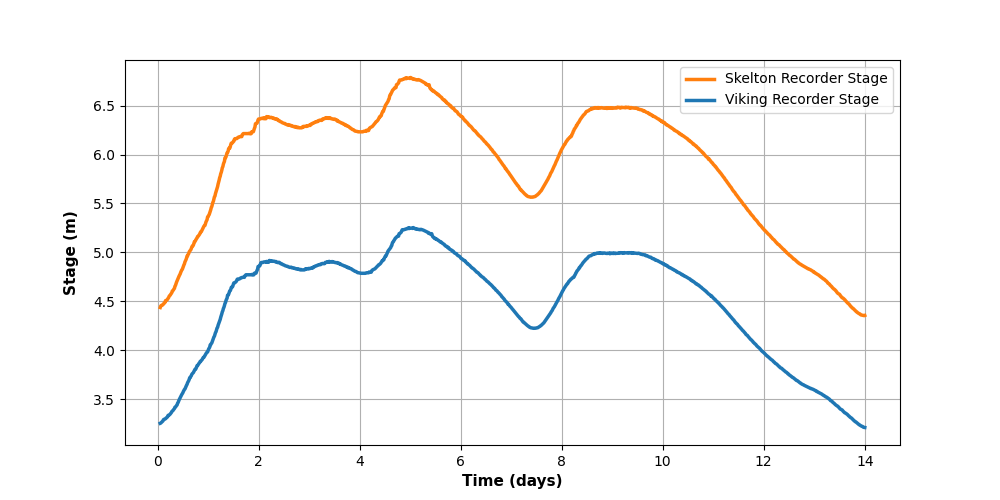 Skelton Recorder Stage
Viking Recorder Stage
6.5
6.0
5.5
5.0
4.5
4.0
3.5
Stage (m)
0 2 4 6 8 10 12 14
Time (days)